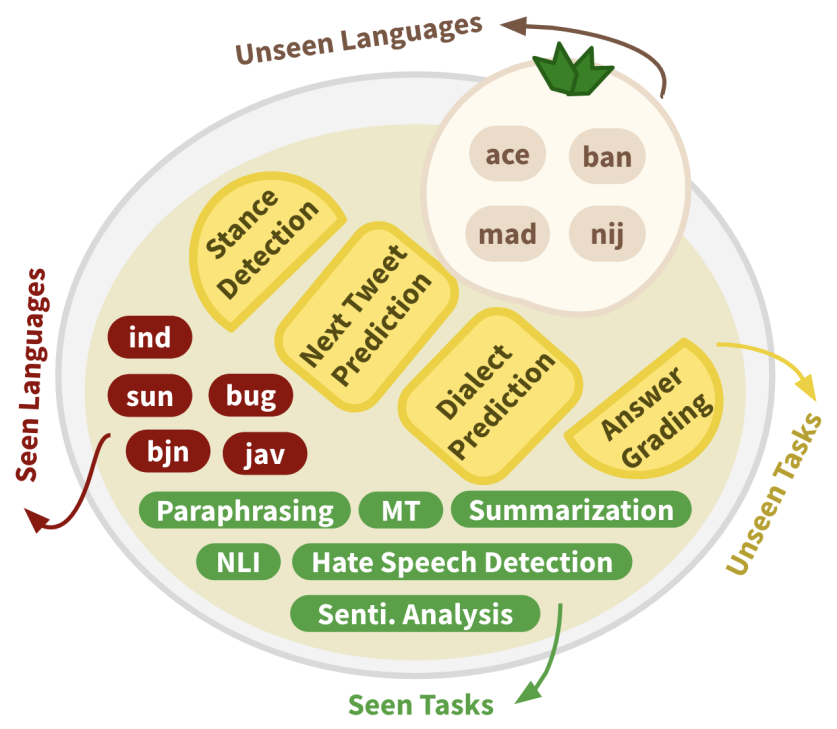 Unseen Languages
ace
ban
mad
nij
Stance
Detection
Next Tweet
Prediction
Dialect
Prediction
Answer
Grading
Unseen Tasks
Seen Languages
ind
sun
bug
bjn
jav
Paraphrasing
MT
Summarization
NLI
Hate Speech Detection
Senti. Analysis
Seen Tasks